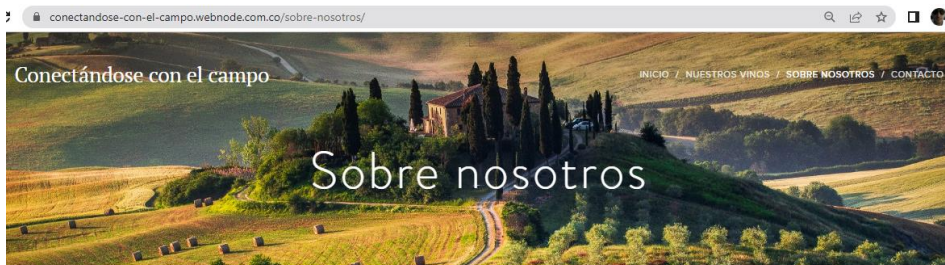 conectandose-con-el-campo.webnode.com.co/sobre-nosotros/
Conectándose con el campo
INICIO / NUESTROS VINOS / SOBRE NOSOTROS / CONTACTO
Sobre nosotros